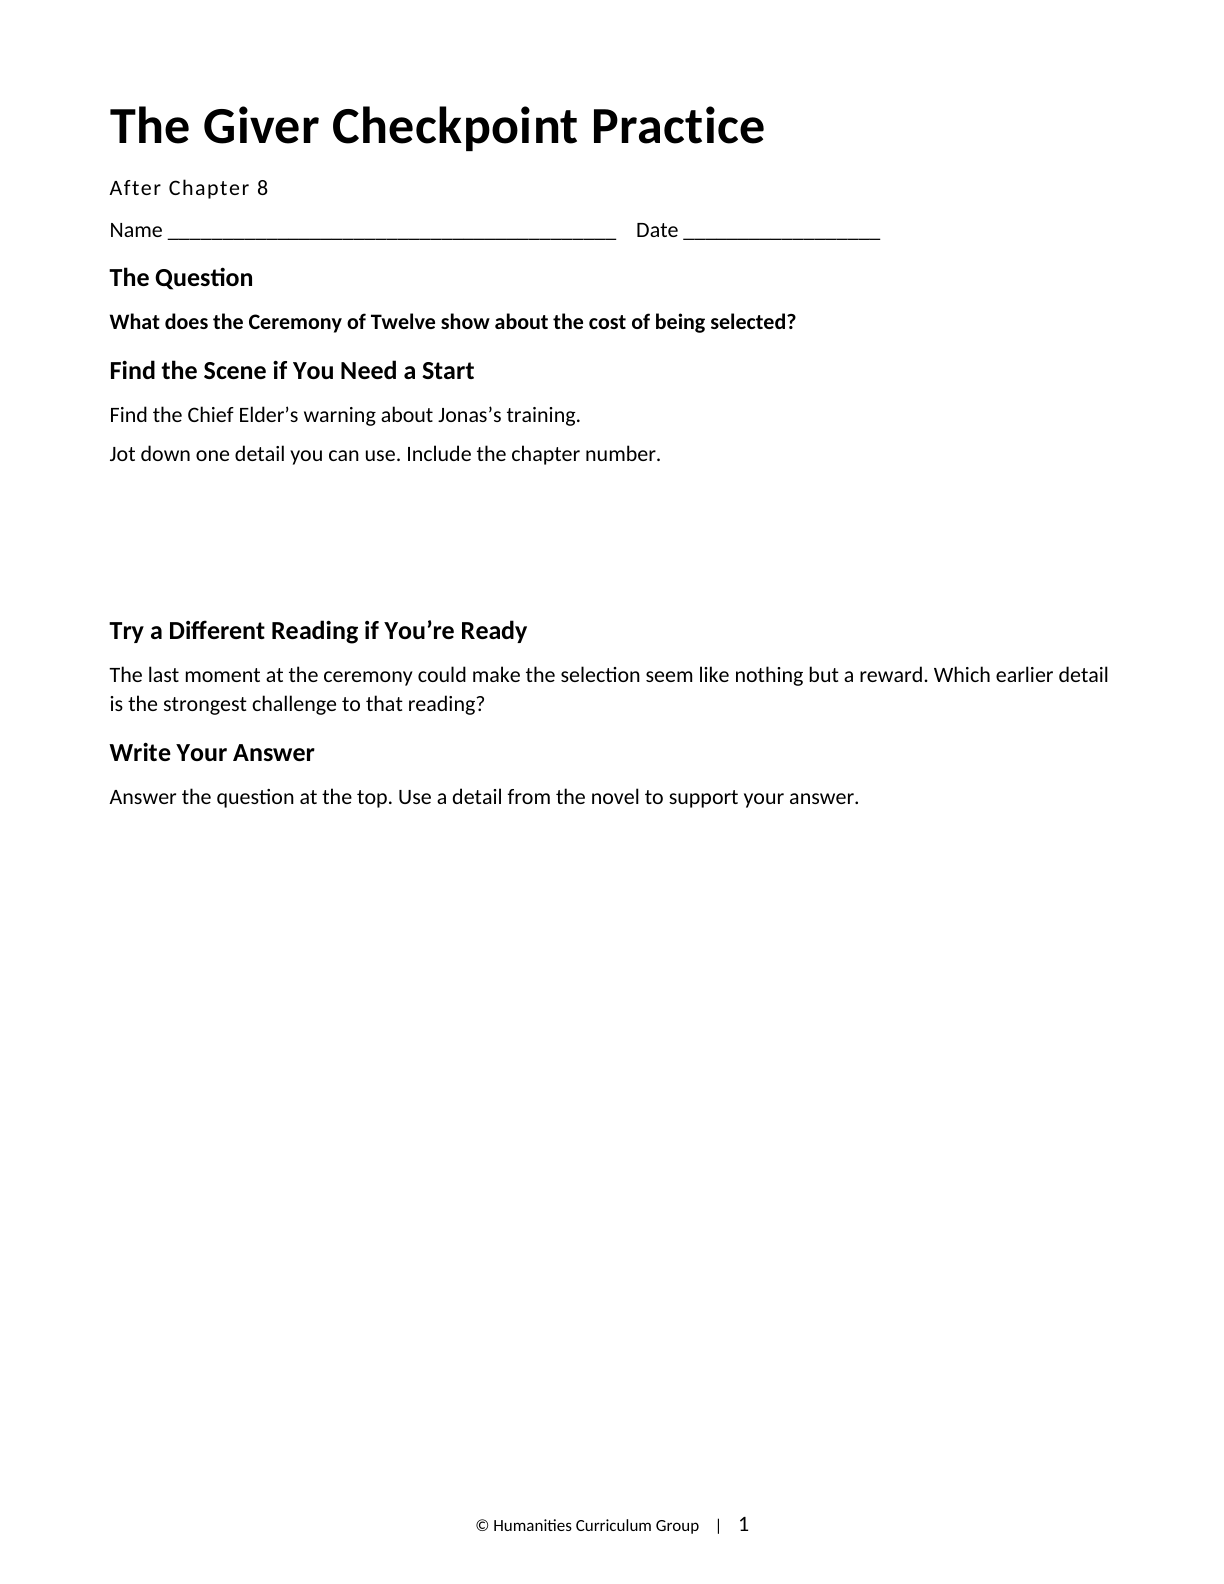 The Giver Checkpoint Practice
After Chapter 8
Name _________________________________________ Date __________________
The Question
What does the Ceremony of Twelve show about the cost of being selected?
Find the Scene if You Need a Start
Find the Chief Elder’s warning about Jonas’s training.
Jot down one detail you can use. Include the chapter number.
Try a Different Reading if You’re Ready
The last moment at the ceremony could make the selection seem like nothing but a reward. Which earlier detail
is the strongest challenge to that reading?
Write Your Answer
Answer the question at the top. Use a detail from the novel to support your answer.
© Humanities Curriculum Group | 1